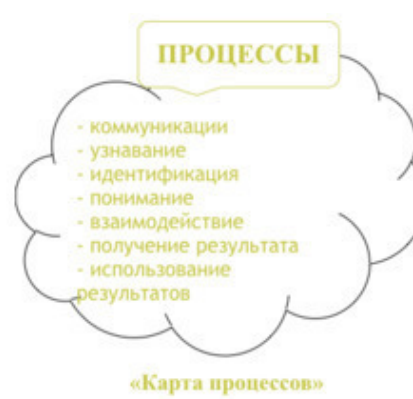 ПРОЦЕССЫ
- коммуникации
- узнавание
- идентификация
- понимание
- взаимодействие
- получение результата
- использование
результатов
«Карта процессов»